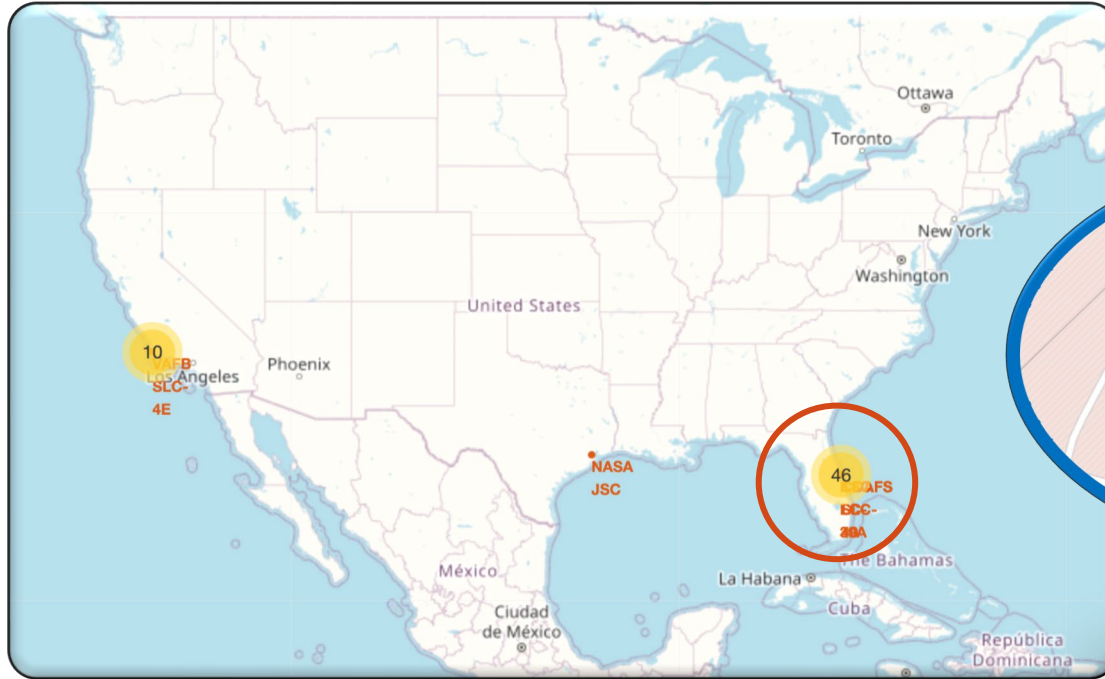 Ottawa
Toronto
New York
Washington
United States
10
VAFB
Los Angeles
SLC-
4E
Phoenix
NASA
JSC
46
The Bahamas
La Habana
Cuba
México
Ciudad
de México
República
Dominicana